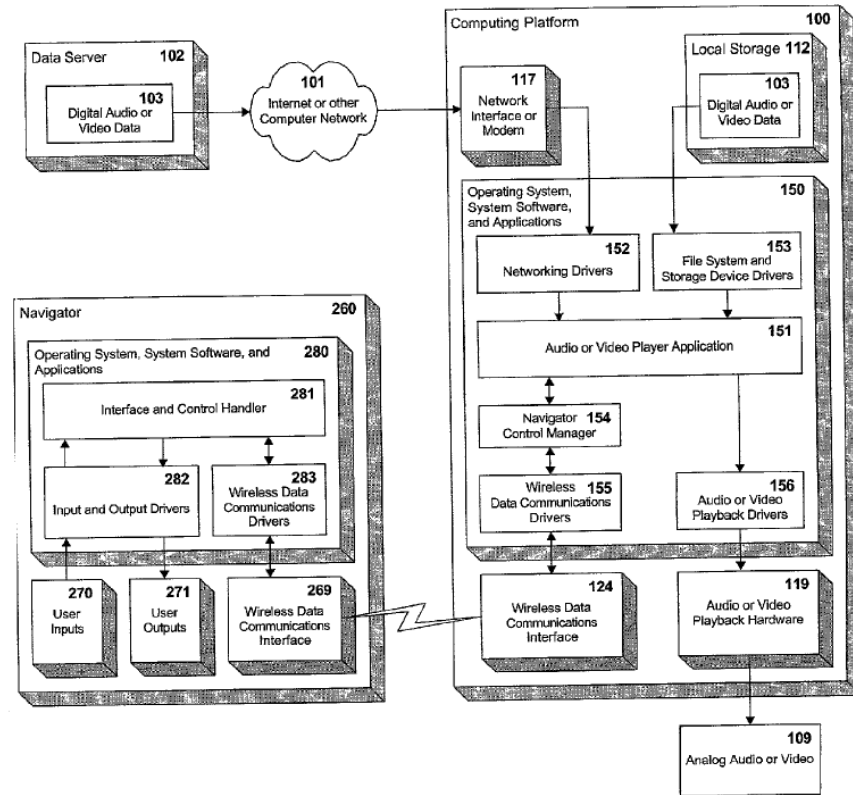 Data Server 102
103
Digital Audio or
Video Data
101
Internet or other
Computer Network
Computing Platform 100
117
Network
Interface or
Modem
Local Storage 112
103
Digital Audio or
Video Data
Operating System, 150
System Software,
and Applications
152
Networking Drivers
153
File System and
Storage Device Drivers
151
Audio or Video Player Application
Navigator 154
Control Manager
Wireless 155
Data Communications
Drivers
156
Audio or Video
Playback Drivers
124
Wireless Data
Communications
Interface
119
Audio or Video
Playback Hardware
109
Analog Audio or Video
Navigator 260
Operating System, System Software, and 280
Applications
281
Interface and Control Handler
282
Input and Output Drivers
283
Wireless Data
Communications
Drivers
270
User
Inputs
271
User
Outputs
269
Wireless Data
Communications
Interface